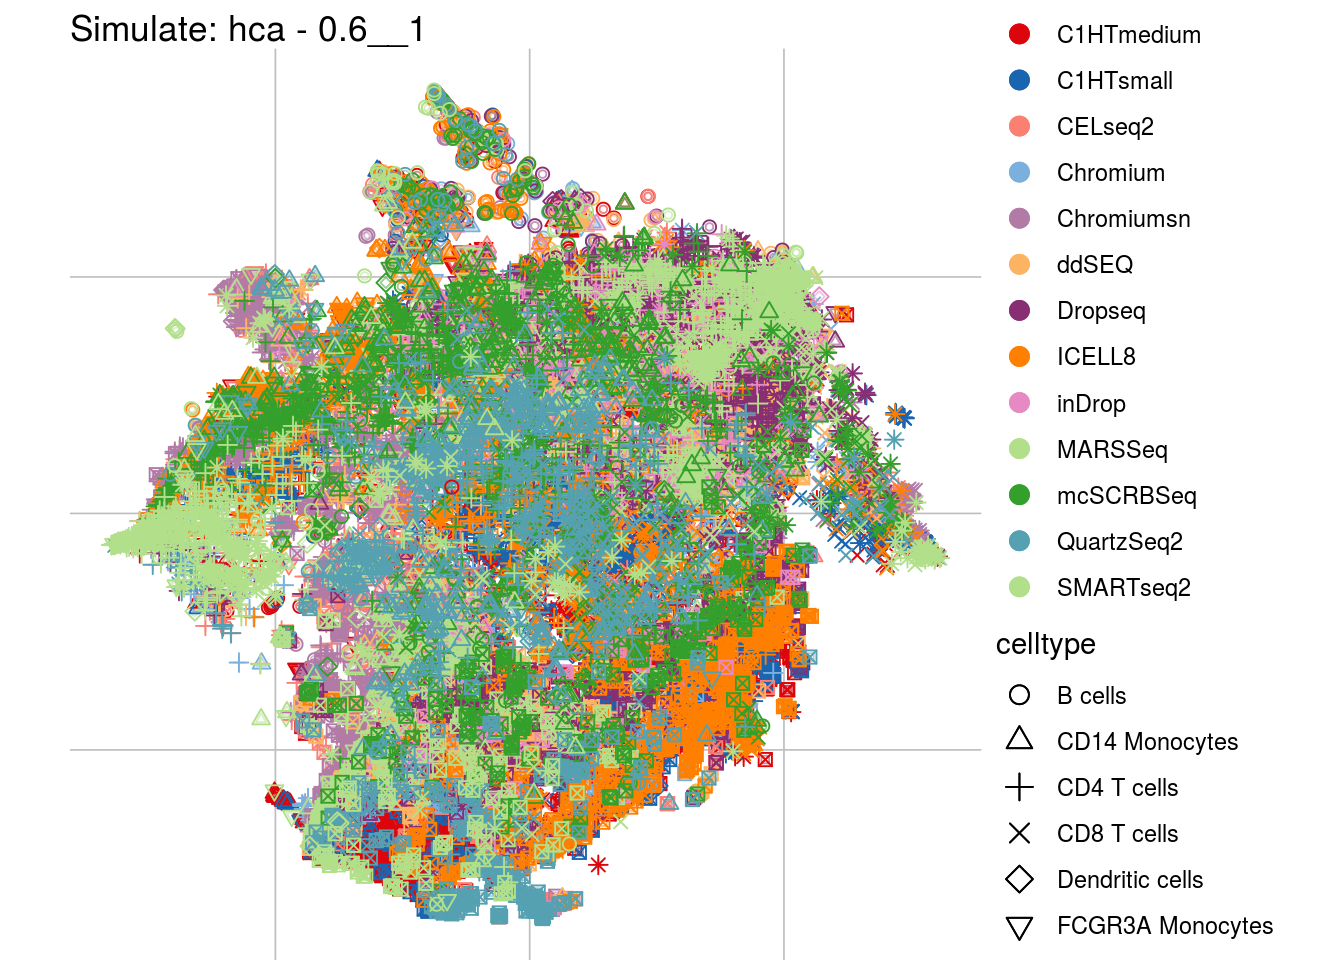 Simulate: hca - 0.6__1
C1HTmedium
C1HTsmall
CELseq2
Chromium
Chromiumsn
ddSEQ
Dropseq
ICELL8
inDrop
MARSSeq
mcSCRBSeq
QuartzSeq2
SMARTseq2
celltype
B cells
CD14 Monocytes
CD4 T cells
CD8 T cells
Dendritic cells
FCGR3A Monocytes